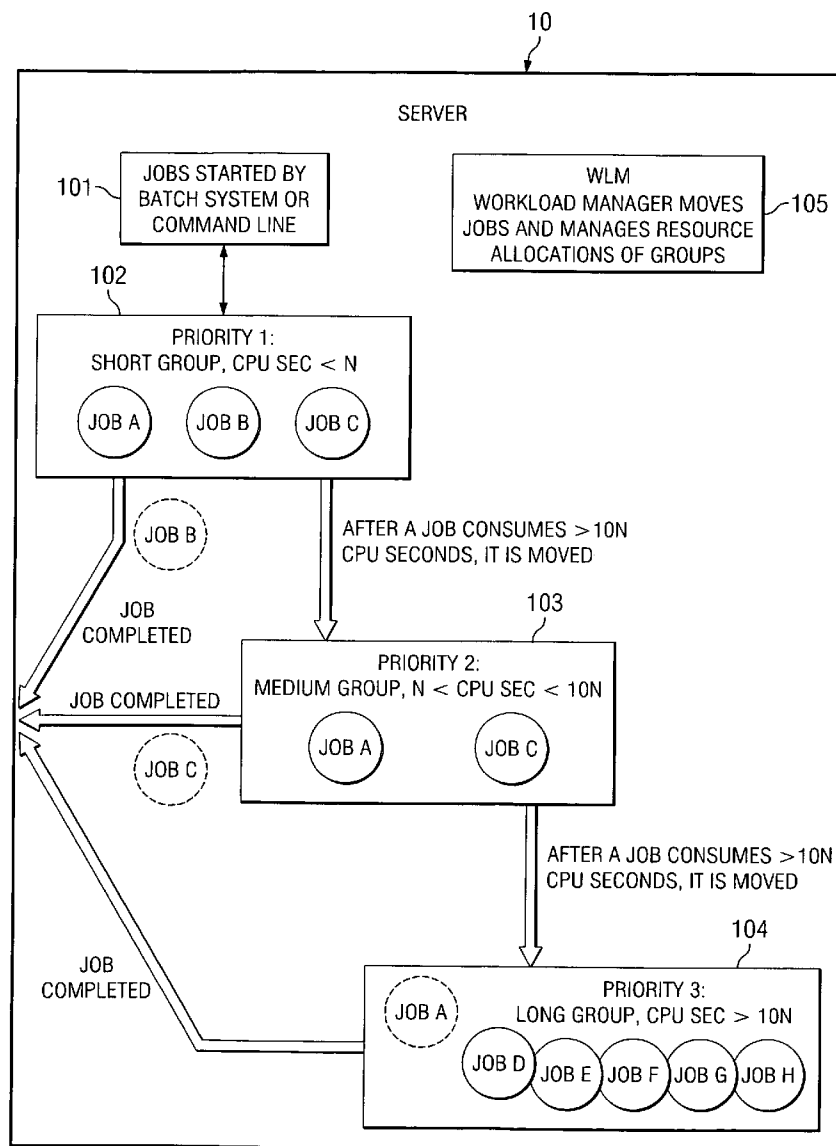 10
SERVER
101
JOBS STARTED BY
BATCH SYSTEM OR
COMMAND LINE
WLM
WORKLOAD MANAGER MOVES
JOBS AND MANAGES RESOURCE
ALLOCATIONS OF GROUPS
105
102
PRIORITY 1:
SHORT GROUP, CPU SEC < N
JOB A
JOB B
JOB C
JOB B
AFTER A JOB CONSUMES >10N
CPU SECONDS, IT IS MOVED
JOB
COMPLETED
103
PRIORITY 2:
MEDIUM GROUP, N < CPU SEC < 10N
JOB A
JOB C
JOB COMPLETED
JOB C
AFTER A JOB CONSUMES >10N
CPU SECONDS, IT IS MOVED
JOB
COMPLETED
104
PRIORITY 3:
LONG GROUP, CPU SEC > 10N
JOB A
JOB D
JOB E
JOB F
JOB G
JOB H